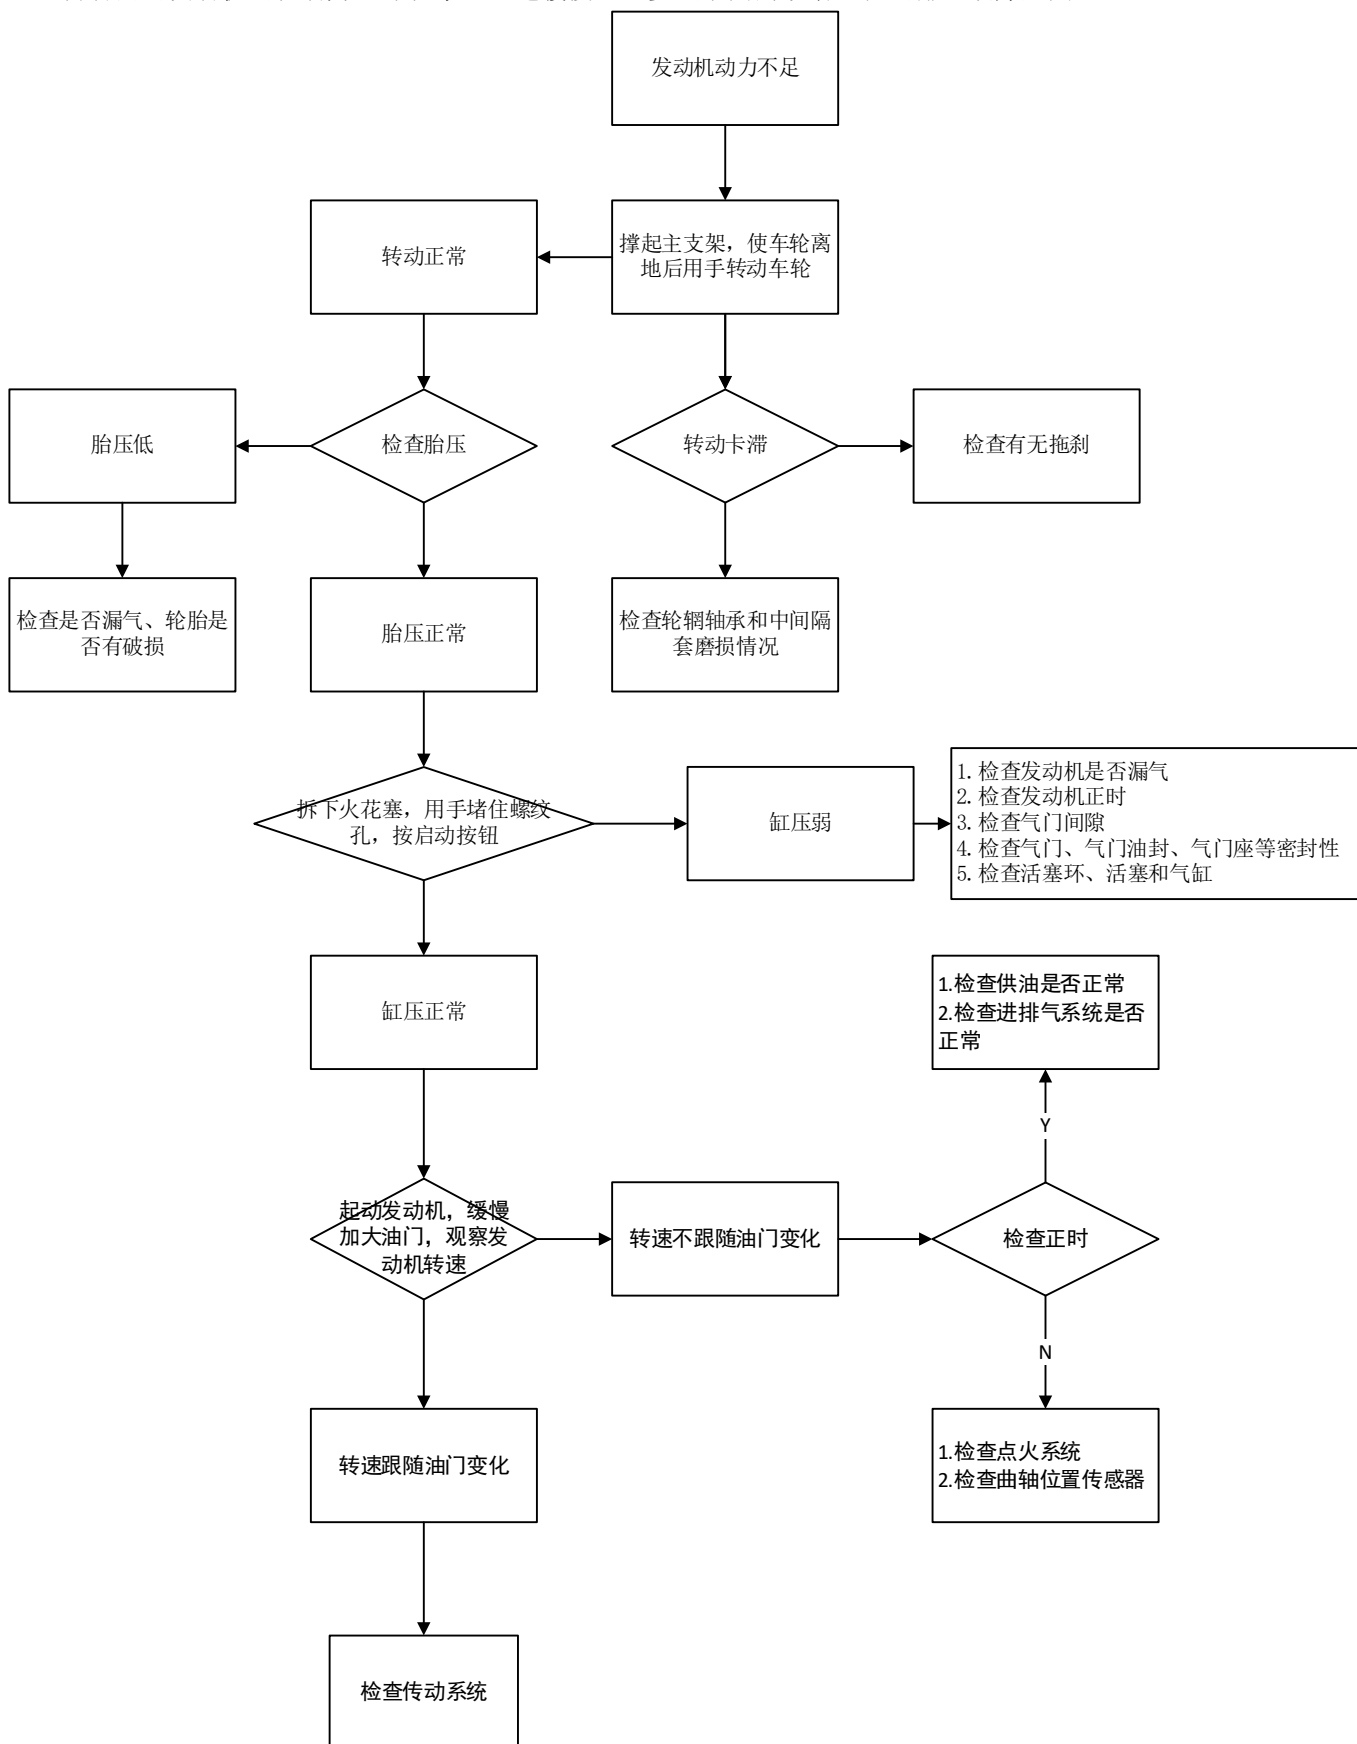 发动机动力不足
转动正常
撑起主支架，使车轮离
地后用手转动车轮
胎压低
检查胎压
转动卡滞
检查有无拖刹
检查是否漏气、轮胎是
否有破损
胎压正常
检查轮辋轴承和中间隔
套磨损情况
拆下火花塞，用手堵住螺纹
孔，按启动按钮
缸压弱
1. 检查发动机是否漏气
2. 检查发动机正时
3. 检查气门间隙
4. 检查气门、气门油封、气门座等密封性
5. 检查活塞环、活塞和气缸
缸压正常
1.检查供油是否正常
2.检查进排气系统是否
正常
Y
起动发动机，缓慢
加大油门，观察发
动机转速
转速不跟随油门变化
检查正时
N
转速跟随油门变化
1.检查点火系统
2.检查曲轴位置传感器
检查传动系统